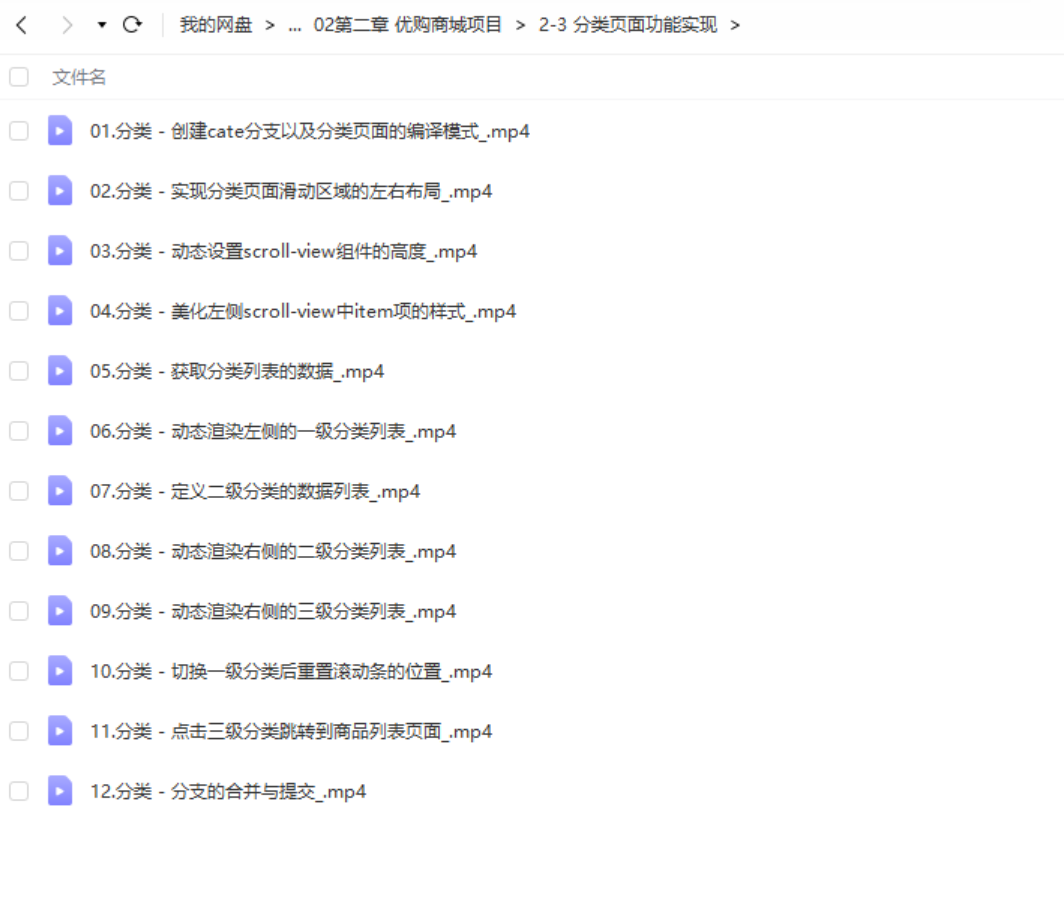 我的网盘 > ... 02第二章 优购商城项目 > 2-3 分类页面功能实现 >
文件名
01.分类 - 创建cate分支以及分类页面的编译模式_.mp4
02.分类 - 实现分类页面滑动区域的左右布局_.mp4
03.分类 - 动态设置scroll-view组件的高度_.mp4
04.分类 - 美化左侧scroll-view中item项的样式_.mp4
05.分类 - 获取分类列表的数据_.mp4
06.分类 - 动态渲染左侧的一级分类列表_.mp4
07.分类 - 定义二级分类的数据列表_.mp4
08.分类 - 动态渲染右侧的二级分类列表_.mp4
09.分类 - 动态渲染右侧的三级分类列表_.mp4
10.分类 - 切换一级分类后重置滚动条的位置_.mp4
11.分类 - 点击三级分类跳转到商品列表页面_.mp4
12.分类 - 分支的合并与提交_.mp4